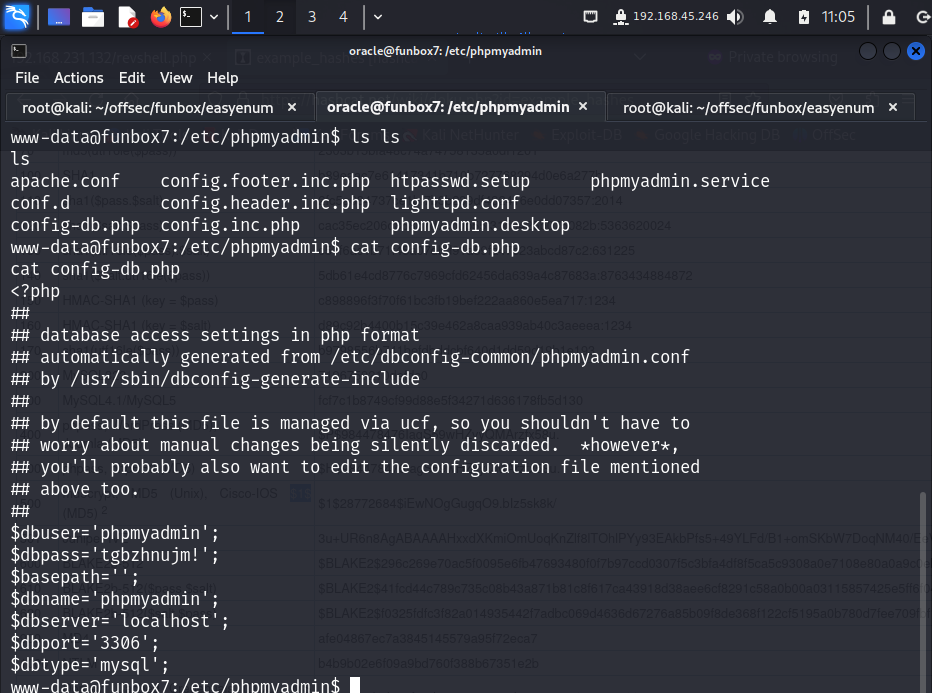 1 2 3 4 192.168.45.246 11:05
oracle@funbox7: /etc/phpmyadmin
File Actions Edit View Help
root@kali: ~/offsec/funbox/easyenum × oracle@funbox7: /etc/phpmyadmin × root@kali: ~/offsec/funbox/easyenum ×
www-data@funbox7:/etc/phpmyadmin$ ls ls
ls
apache.conf config.footer.inc.php htpasswd.setup phpmyadmin.service
conf.d config.header.inc.php lighttpd.conf
config-db.php config.inc.php phpmyadmin.desktop
www-data@funbox7:/etc/phpmyadmin$ cat config-db.php
cat config-db.php
<?php
##
## database access settings in php format
## automatically generated from /etc/dbconfig-common/phpmyadmin.conf
## by /usr/sbin/dbconfig-generate-include
##
## by default this file is managed via ucf, so you shouldn't have to
## worry about manual changes being silently discarded.  *however*,
## you'll probably also want to edit the configuration file mentioned
## above too.
##
$dbuser='phpmyadmin';
$dbpass='tgbzhnujm!';
$basepath='';
$dbname='phpmyadmin';
$dbserver='localhost';
$dbport='3306';
$dbtype='mysql';
www-data@funbox7:/etc/phpmyadmin$